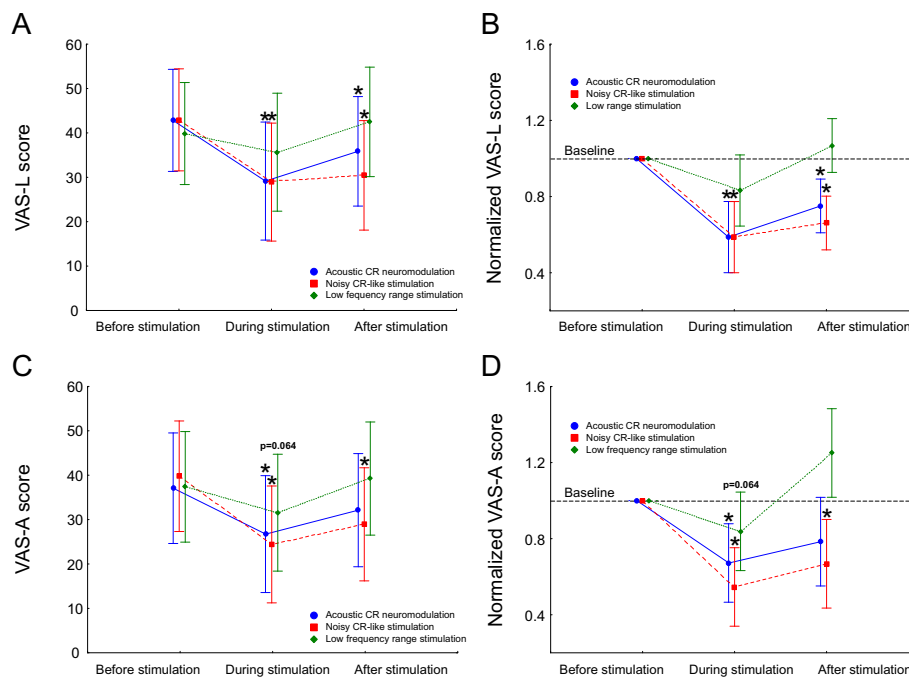 A
60
50
40
30
20
10
0
VAS-L score
**
*
*
Acoustic CR neuromodulation
Noisy CR-like stimulation
Low fequency range stimulation
Before stimulation
During stimulation
After stimulation
B
1.6
1.2
0.8
0.4
Normalized VAS-L score
Acoustic CR neuromodulation
Noisy CR-like stimulation
Low range stimulation
Baseline
**
*
*
Before stimulation
During stimulation
After stimulation
C
60
50
40
30
20
10
0
VAS-A score
p=0.064
*
*
*
Acoustic CR neuromodulation
Noisy CR-like stimulation
Low frequency range stimulation
Before stimulation
During stimulation
After stimulation
D
1.6
1.2
0.8
0.4
Normalized VAS-A score
Acoustic CR neuromodulation
Noisy CR-like stimulation
Low frequency range stimulation
Baseline
p=0.064
*
*
*
Before stimulation
During stimulation
After stimulation